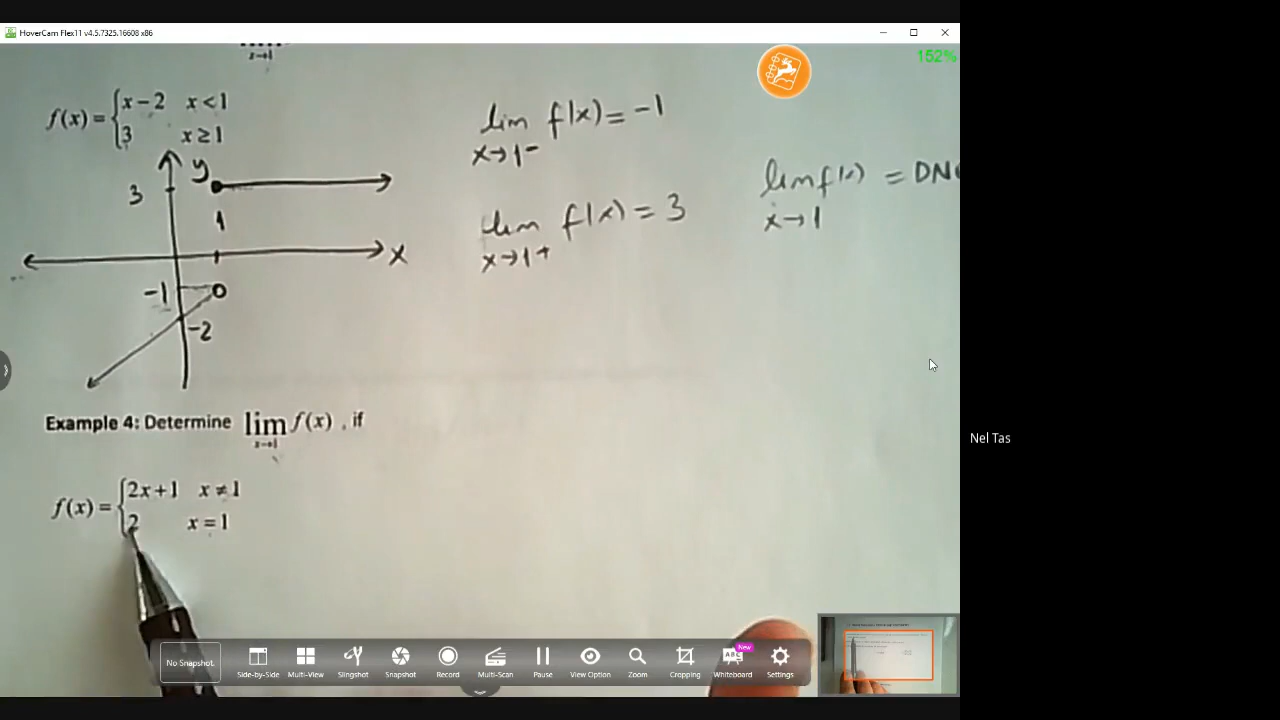 HoverCam Flex11 v4.5.7325.16608 x86
152%
x→1
f(x) = { x − 2 x < 1
3 x ≥ 1
lim f(x) = −1
x→1−
lim f(x) = 3
x→1+
lim f(x) = DN
x→1
y
3
1
x
−1
−2
Example 4: Determine lim f(x) , if
x→1
f(x) = { 2x + 1 x ≠ 1
2 x = 1
Nel Tas
No Snapshot.
Side-by-Side
Multi-View
Slingshot
Snapshot
Record
Multi-Scan
Pause
View Option
Zoom
Cropping
New
ABC
Whiteboard
Settings